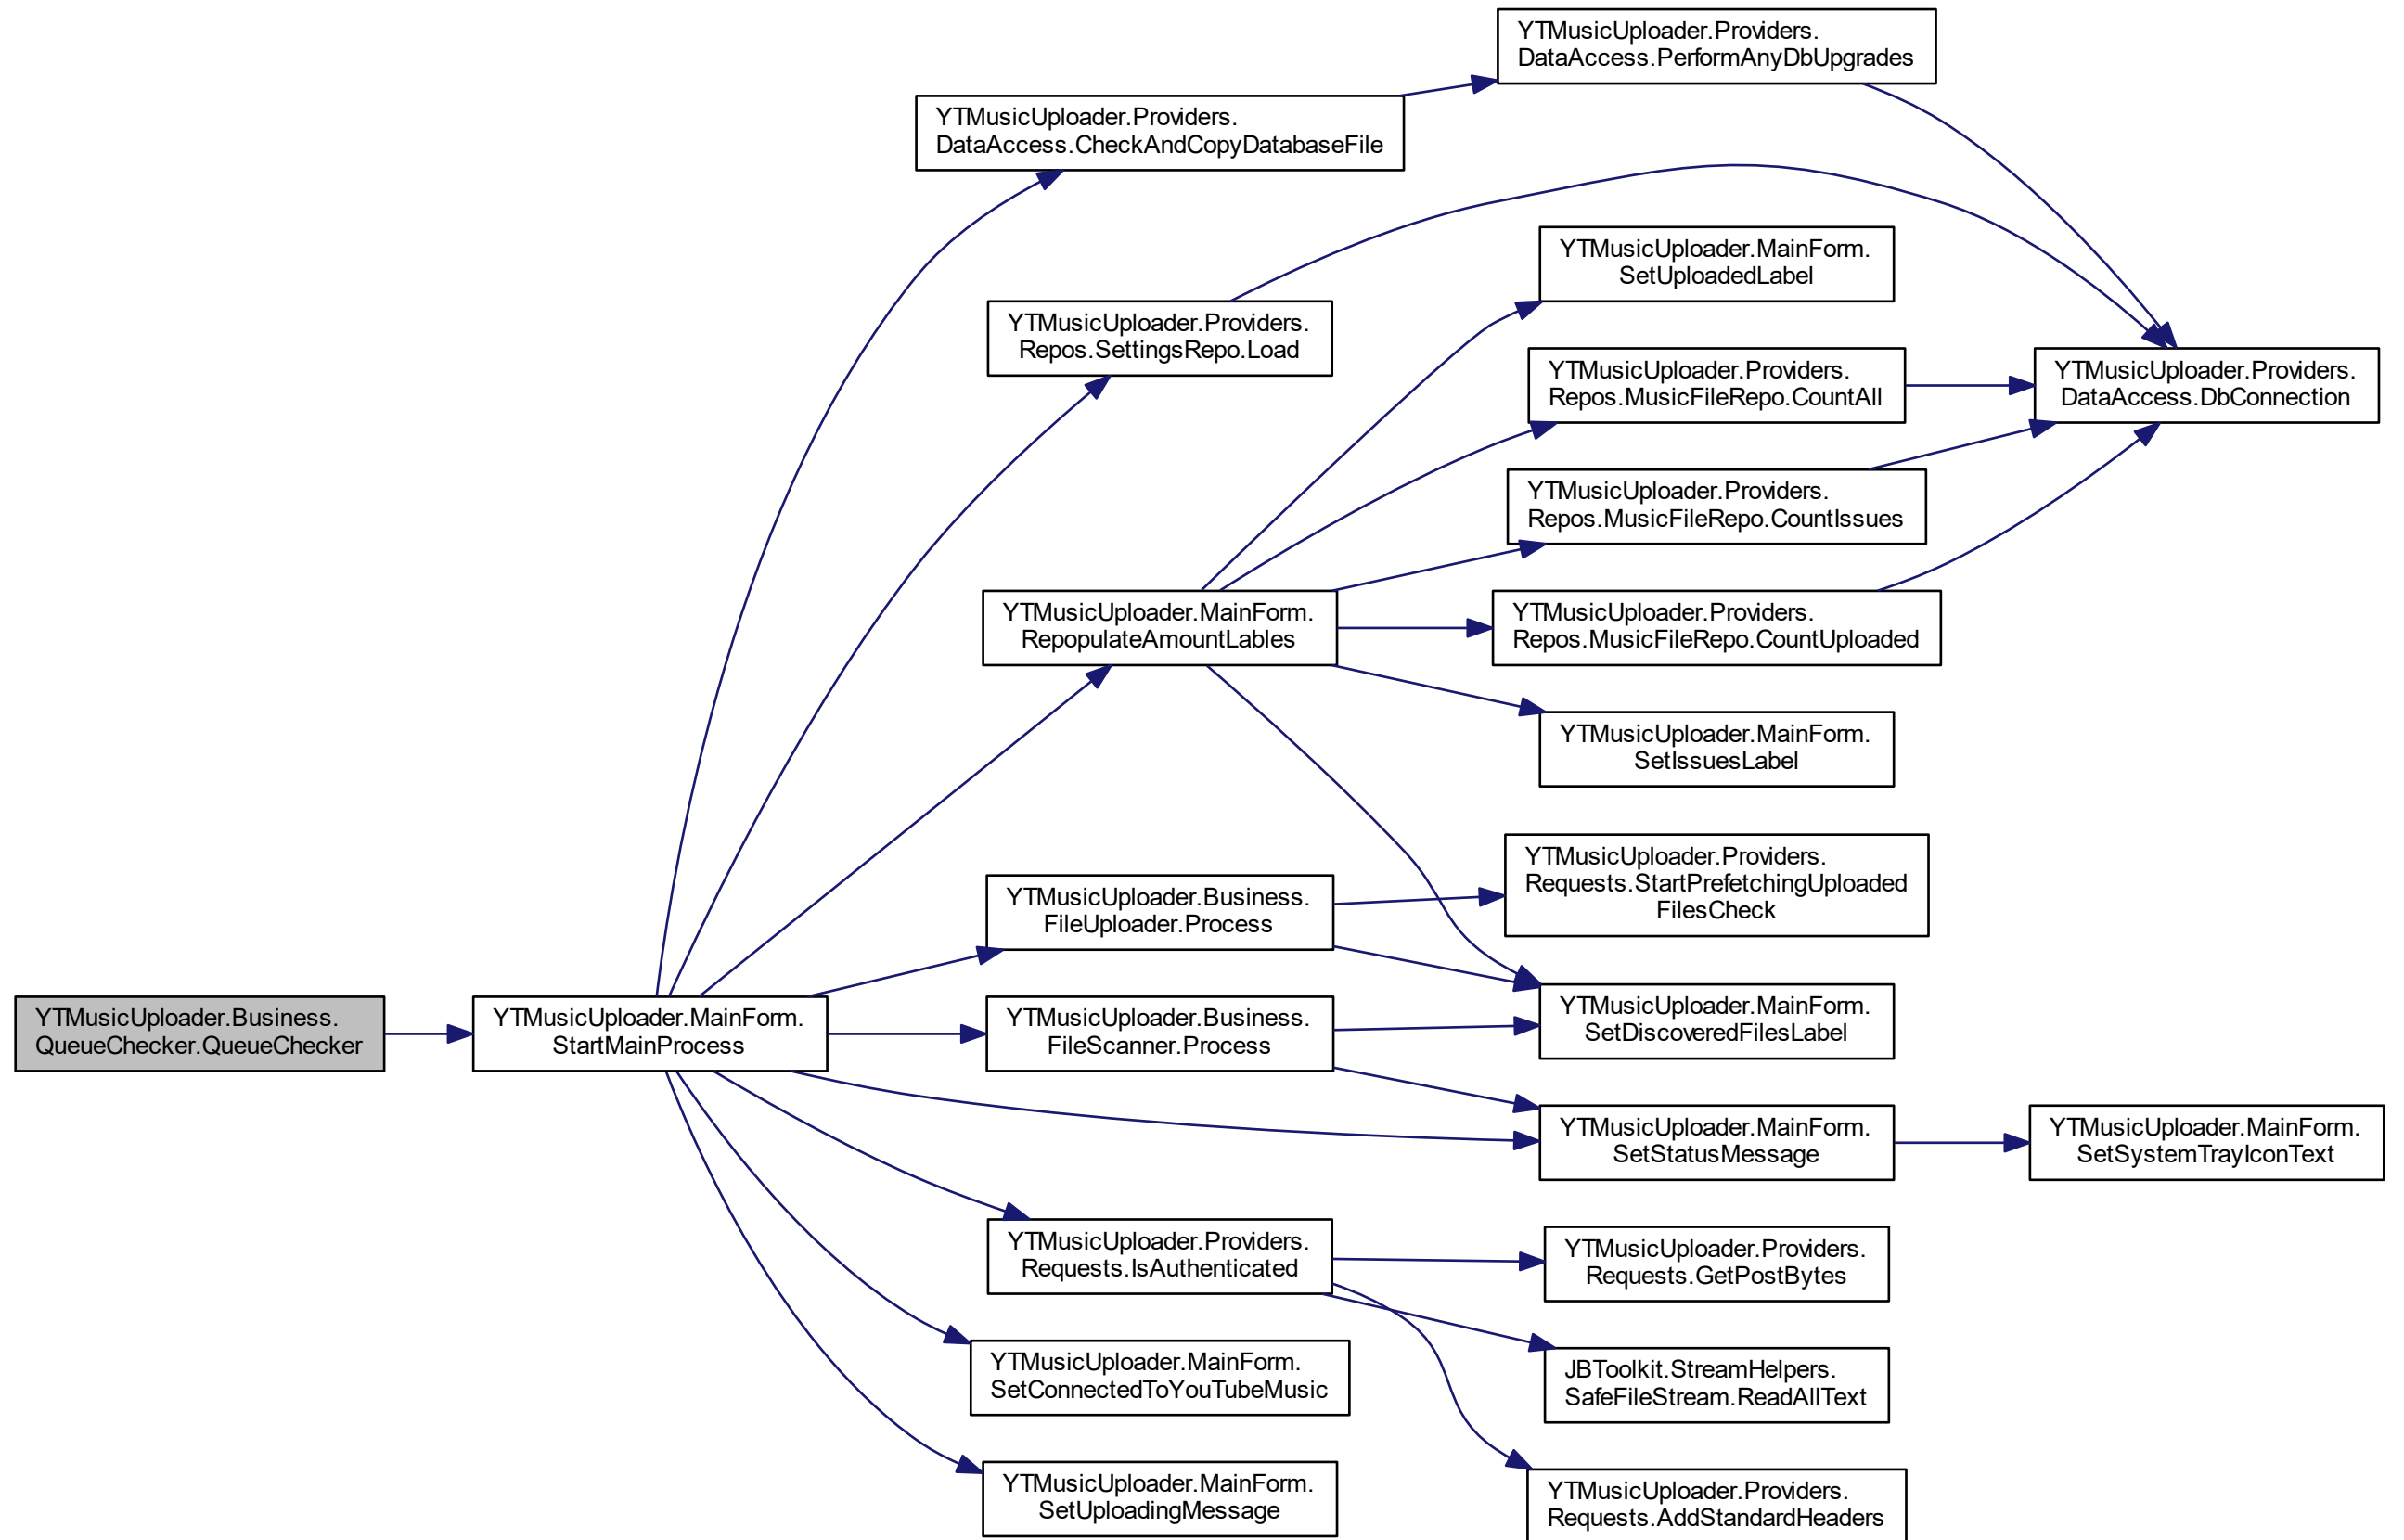 YTMusicUploader.Providers.
DataAccess.PerformAnyDbUpgrades
YTMusicUploader.Providers.
DataAccess.CheckAndCopyDatabaseFile
YTMusicUploader.MainForm.
SetUploadedLabel
YTMusicUploader.Providers.
Repos.SettingsRepo.Load
YTMusicUploader.Providers.
Repos.MusicFileRepo.CountAll
YTMusicUploader.Providers.
DataAccess.DbConnection
YTMusicUploader.Providers.
Repos.MusicFileRepo.CountIssues
YTMusicUploader.MainForm.
RepopulateAmountLables
YTMusicUploader.Providers.
Repos.MusicFileRepo.CountUploaded
YTMusicUploader.MainForm.
SetIssuesLabel
YTMusicUploader.Providers.
Requests.StartPrefetchingUploaded
FilesCheck
YTMusicUploader.Business.
FileUploader.Process
YTMusicUploader.MainForm.
SetDiscoveredFilesLabel
YTMusicUploader.Business.
QueueChecker.QueueChecker
YTMusicUploader.MainForm.
StartMainProcess
YTMusicUploader.Business.
FileScanner.Process
YTMusicUploader.MainForm.
SetStatusMessage
YTMusicUploader.MainForm.
SetSystemTrayIconText
YTMusicUploader.Providers.
Requests.IsAuthenticated
YTMusicUploader.Providers.
Requests.GetPostBytes
YTMusicUploader.MainForm.
SetConnectedToYouTubeMusic
JBToolkit.StreamHelpers.
SafeFileStream.ReadAllText
YTMusicUploader.MainForm.
SetUploadingMessage
YTMusicUploader.Providers.
Requests.AddStandardHeaders